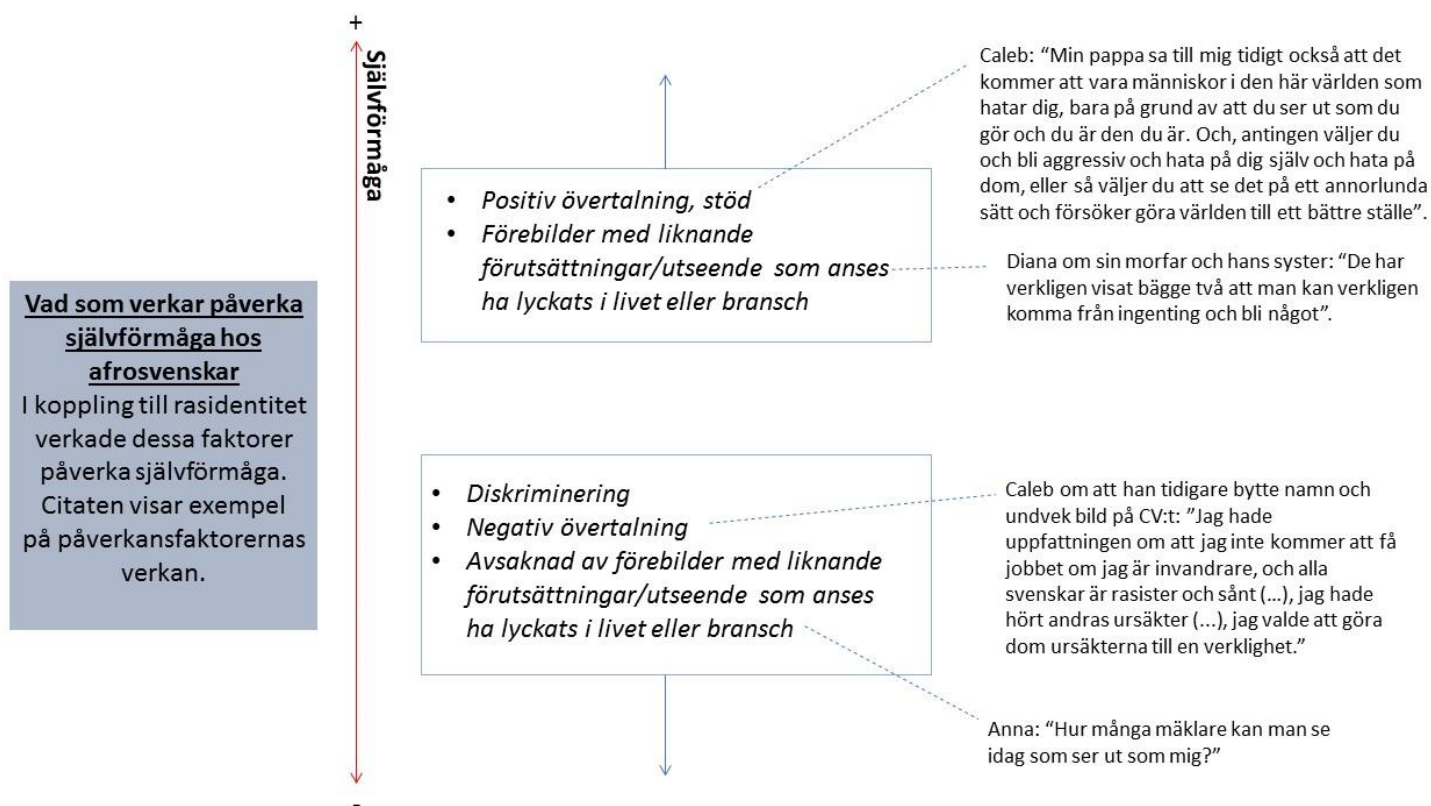 Vad som verkar påverka
självförmåga hos
afrosvenskar
I koppling till rasidentitet
verkade dessa faktorer
påverka självförmåga.
Citaten visar exempel
på påverkansfaktorernas
verkan.
+
Självförmåga
-
• Positiv övertalning, stöd
• Förebilder med liknande
förutsättningar/utseende som anses
ha lyckats i livet eller bransch
• Diskriminering
• Negativ övertalning
• Avsaknad av förebilder med liknande
förutsättningar/utseende som anses
ha lyckats i livet eller bransch
Caleb: “Min pappa sa till mig tidigt också att det
kommer att vara människor i den här världen som
hatar dig, bara på grund av att du ser ut som du
gör och du är den du är. Och, antingen väljer du
och bli aggressiv och hata på dig själv och hata på
dom, eller så väljer du att se det på ett annorlunda
sätt och försöker göra världen till ett bättre ställe”.
Diana om sin morfar och hans syster: “De har
verkligen visat bägge två att man kan verkligen
komma från ingenting och bli något”.
Caleb om att han tidigare bytte namn och
undvek bild på CV:t: ”Jag hade
uppfattningen om att jag inte kommer att få
jobbet om jag är invandrare, och alla
svenskar är rasister och sånt (…), jag hade
hört andras ursäkter (...), jag valde att göra
dom ursäkterna till en verklighet.”
Anna: “Hur många mäklare kan man se
idag som ser ut som mig?”